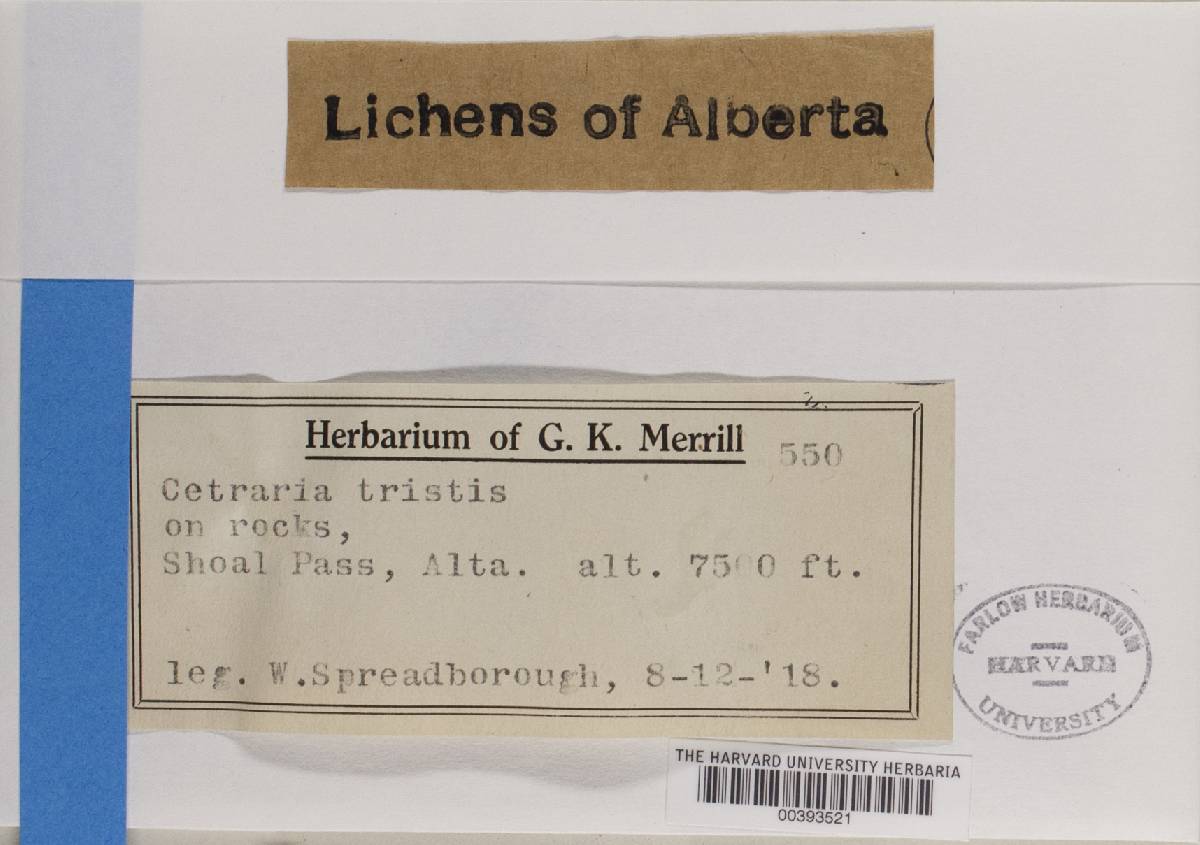 Lichens of Alberta
Herbarium of G. K. Merrill 550
Cetraria tristis
on rocks,
Shoal Pass, Alta. alt. 7500 ft.
leg. W.Spreadborough, 8-12-'18.
FARLOW HERBARIUM
HARVARD
UNIVERSITY
THE HARVARD UNIVERSITY HERBARIA
00393521